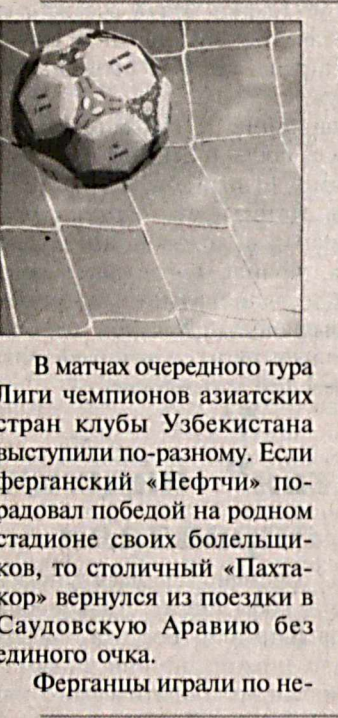 В матчах очередного тура
Лиги чемпионов азиатских
стран клубы Узбекистана
выступили по-разному. Если
ферганский «Нефтчи» по-
радовал победой на родном
стадионе своих болельщи-
ков, то столичный «Пахта-
кор» вернулся из поездки в
Саудовскую Аравию без
единого очка.
Ферганцы играли по не-